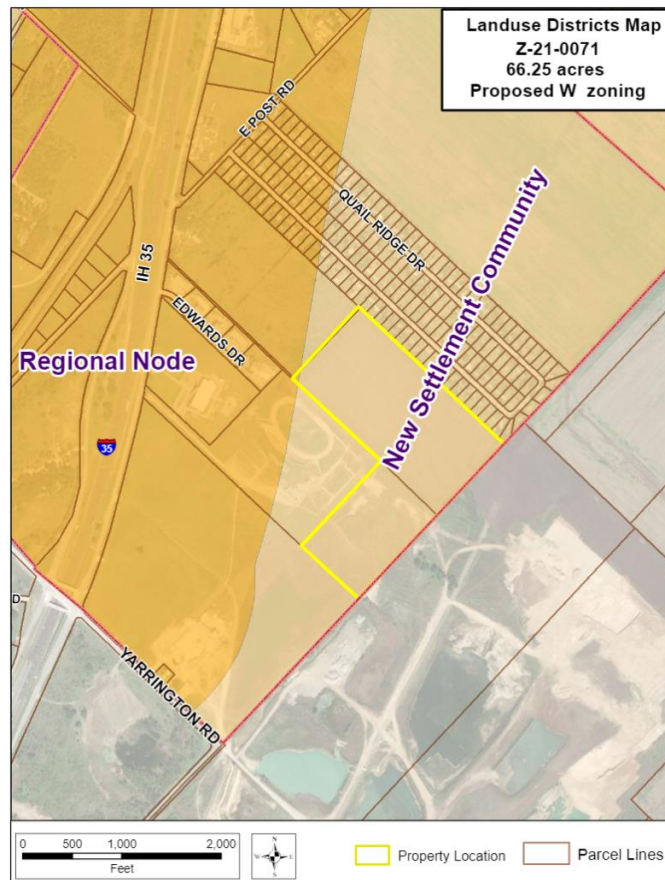 Landuse Districts Map
Z-21-0071
66.25 acres
Proposed W zoning
E POST RD
QUAIL RIDGE DR
New Settlement Community
IH 35
EDWARDS DR
Regional Node
35
D
YARRINGTON RD
0 500 1,000 2,000
Feet
N
W E
S
Property Location
Parcel Lines